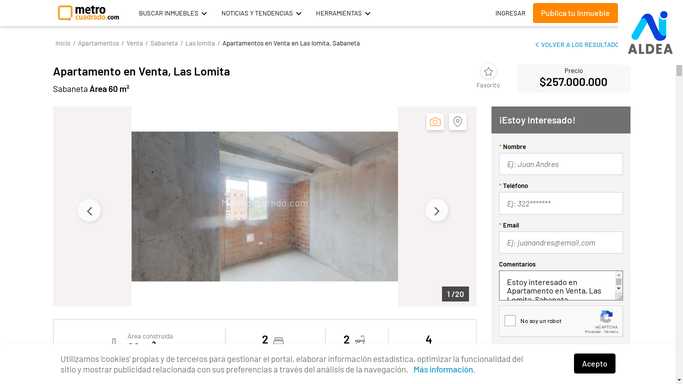 metro
cuadrado.com
BUSCAR INMUEBLES
NOTICIAS Y TENDENCIAS
HERRAMIENTAS
INGRESAR
Publica tu Inmueble
AIDEA
Inicio / Apartamentos / Venta / Sabaneta / Las lomita / Apartamentos en Venta en Las lomita, Sabaneta
VOLVER A LOS RESULTADO
Apartamento en Venta, Las Lomita
Sabaneta Área 60 m²
Favorito
Precio
$257.000.000
1 / 20
¡Estoy Interesado!
* Nombre
Ej: Juan Andres
* Teléfono
Ej: 322*******
* Email
Ej: juanandres@email.com
Comentarios
Estoy interesado en
Apartamento en Venta, Las
Lomita, Sabaneta
No soy un robot
reCAPTCHA
Privacidad - Términos
Área construida
2
2
4
Utilizamos 'cookies' propias y de terceros para gestionar el portal, elaborar información estadística, optimizar la funcionalidad del
sitio y mostrar publicidad relacionada con sus preferencias a través del análisis de la navegación. Más información.
Acepto